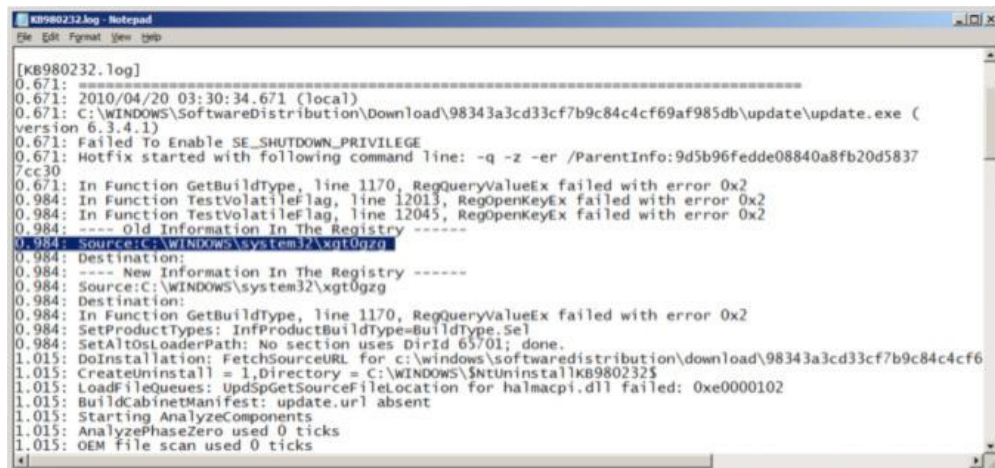 KB980232.log - Notepad
File Edit Format View Help
[KB980232.log]
0.671: ================================================================================
0.671: 2010/04/20 03:30:34.671 (local)
0.671: C:\WINDOWS\SoftwareDistribution\Download\98343a3cd33cf7b9c84c4cf69af985db\update\update.exe (
version 6.3.4.1)
0.671: Failed To Enable SE_SHUTDOWN_PRIVILEGE
0.671: Hotfix started with following command line: -q -z -er /ParentInfo:9d5b96fedde08840a8fb20d5837
7cc30
0.671: In Function GetBuildType, line 1170, RegQueryValueEx failed with error 0x2
0.984: In Function TestVolatileFlag, line 12013, RegOpenKeyEx failed with error 0x2
0.984: In Function TestVolatileFlag, line 12045, RegOpenKeyEx failed with error 0x2
0.984: ---- Old Information In The Registry ------
0.984: Source:C:\WINDOWS\system32\xgt0gzg
0.984: Destination:
0.984: ---- New Information In The Registry ------
0.984: Source:C:\WINDOWS\system32\xgt0gzg
0.984: Destination:
0.984: In Function GetBuildType, line 1170, RegQueryValueEx failed with error 0x2
0.984: SetProductTypes: InfProductBuildType=BuildType.Sel
0.984: SetAltOsLoaderPath: No section uses DirId 65701; done.
1.015: DoInstallation: FetchSourceURL for c:\windows\softwaredistribution\download\98343a3cd33cf7b9c84c4cf6
1.015: CreateUninstall = 1,Directory = C:\WINDOWS\$NtUninstallKB980232$
1.015: LoadFileQueues: UpdSpGetSourceFileLocation for halmacpi.dll failed: 0xe0000102
1.015: BuildCabinetManifest: update.url absent
1.015: Starting AnalyzeComponents
1.015: AnalyzePhaseZero used 0 ticks
1.015: OEM file scan used 0 ticks